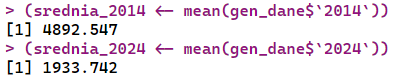 > (srednia_2014 <- mean(gen_dane$`2014`))
[1] 4892.547
> (srednia_2024 <- mean(gen_dane$`2024`))
[1] 1933.742